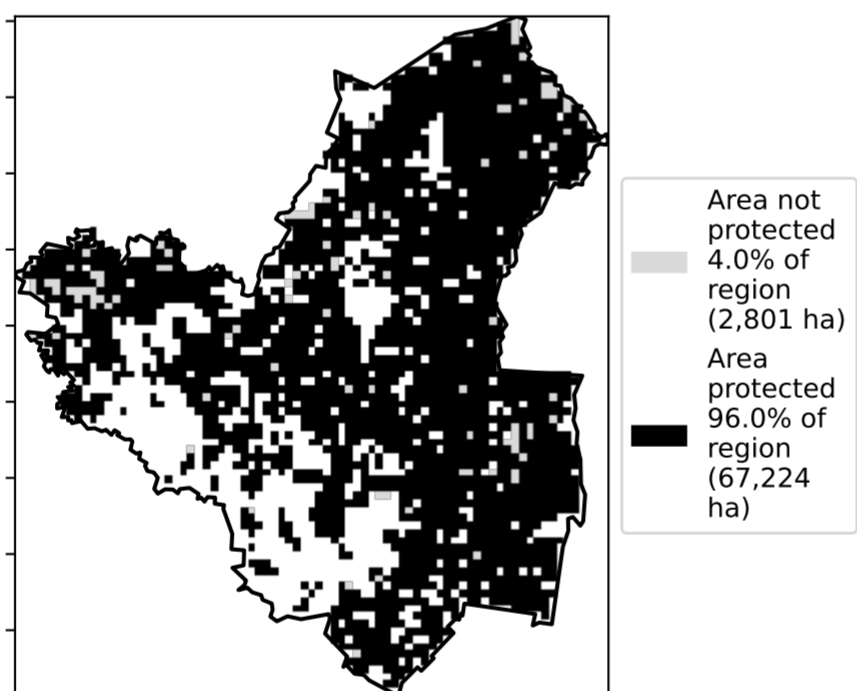 Area not
protected
4.0% of
region
(2,801 ha)
Area
protected
96.0% of
region
(67,224
ha)